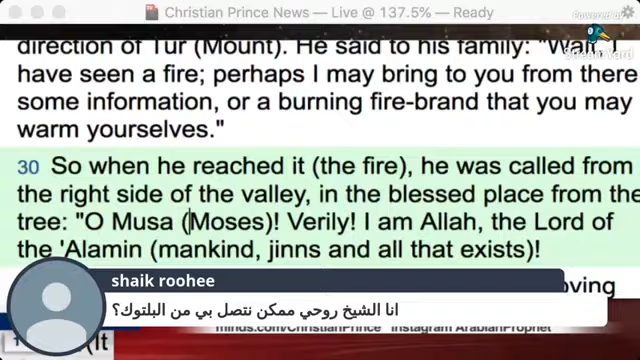 Christian Prince News — Live @ 137.5% — Ready
Powered by
direction of Tur (Mount). He said to his family: "Wait, I
have seen a fire; perhaps I may bring to you from there
some information, or a burning fire-brand that you may
warm yourselves."
30 So when he reached it (the fire), he was called from
the right side of the valley, in the blessed place from the
tree: "O Musa (Moses)! Verily! I am Allah, the Lord of
the 'Alamin (mankind, jinns and all that exists)!
shaik roohee
انا الشيخ روحي ممكن نتصل بي من البلتوك؟
minds.com/ChristianPrince Instagram ArabianProphet
(It